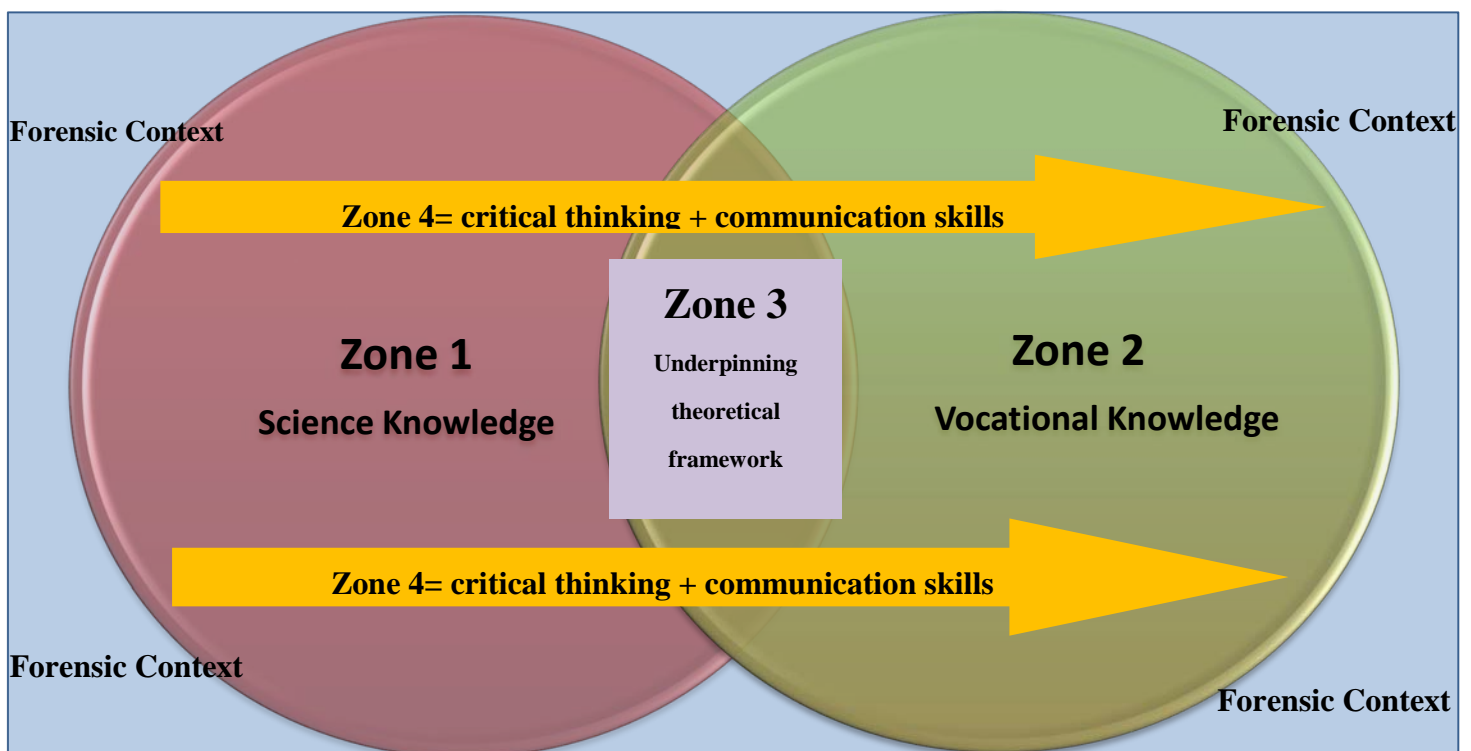 Forensic Context
Forensic Context
Zone 4= critical thinking + communication skills
Zone 3
Underpinning
theoretical
framework
Zone 1
Science Knowledge
Zone 2
Vocational Knowledge
Zone 4= critical thinking + communication skills
Forensic Context
Forensic Context